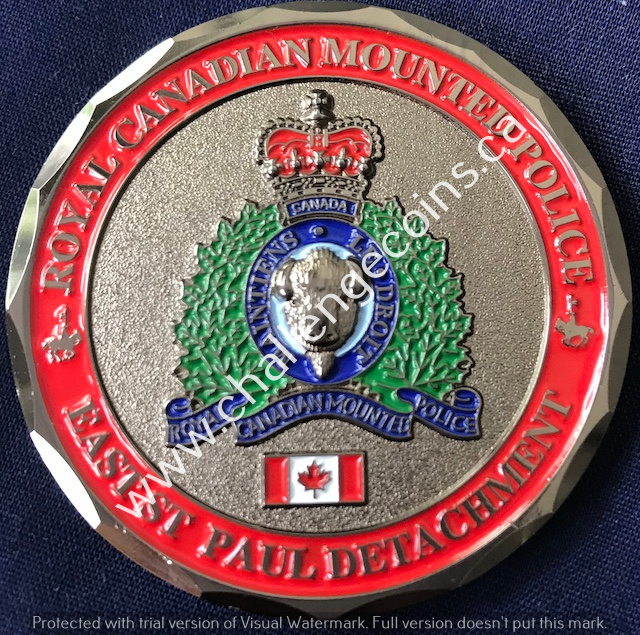 ROYAL CANADIAN MOUNTED POLICE
CANADA
MAINTIENS LE DROIT
ROYAL CANADIAN MOUNTED POLICE
EAST ST PAUL DETACHMENT
www.challengecoins.ca
Protected with trial version of Visual Watermark. Full version doesn't put this mark.